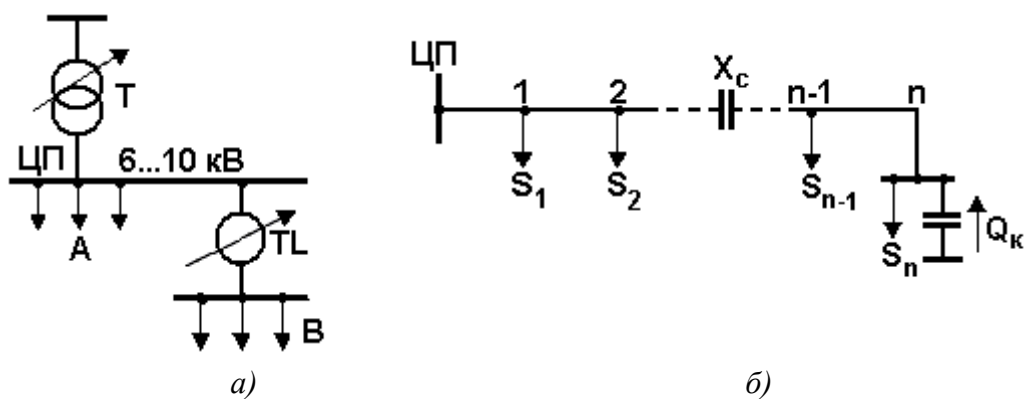 Т
ЦП 6...10 кВ
А
TL
В
а)
ЦП
Xc
1 2 n-1 n
S1 S2 Sn-1 Sn Qк
б)